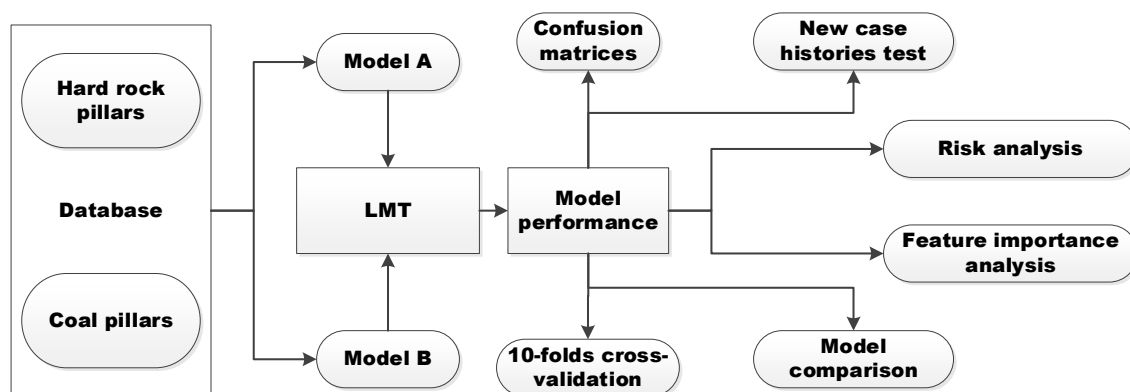 Hard rock
pillars
Database
Coal pillars
Model A
LMT
Model B
Model
performance
Confusion
matrices
New case
histories test
Risk analysis
Feature importance
analysis
10-folds cross-
validation
Model
comparison